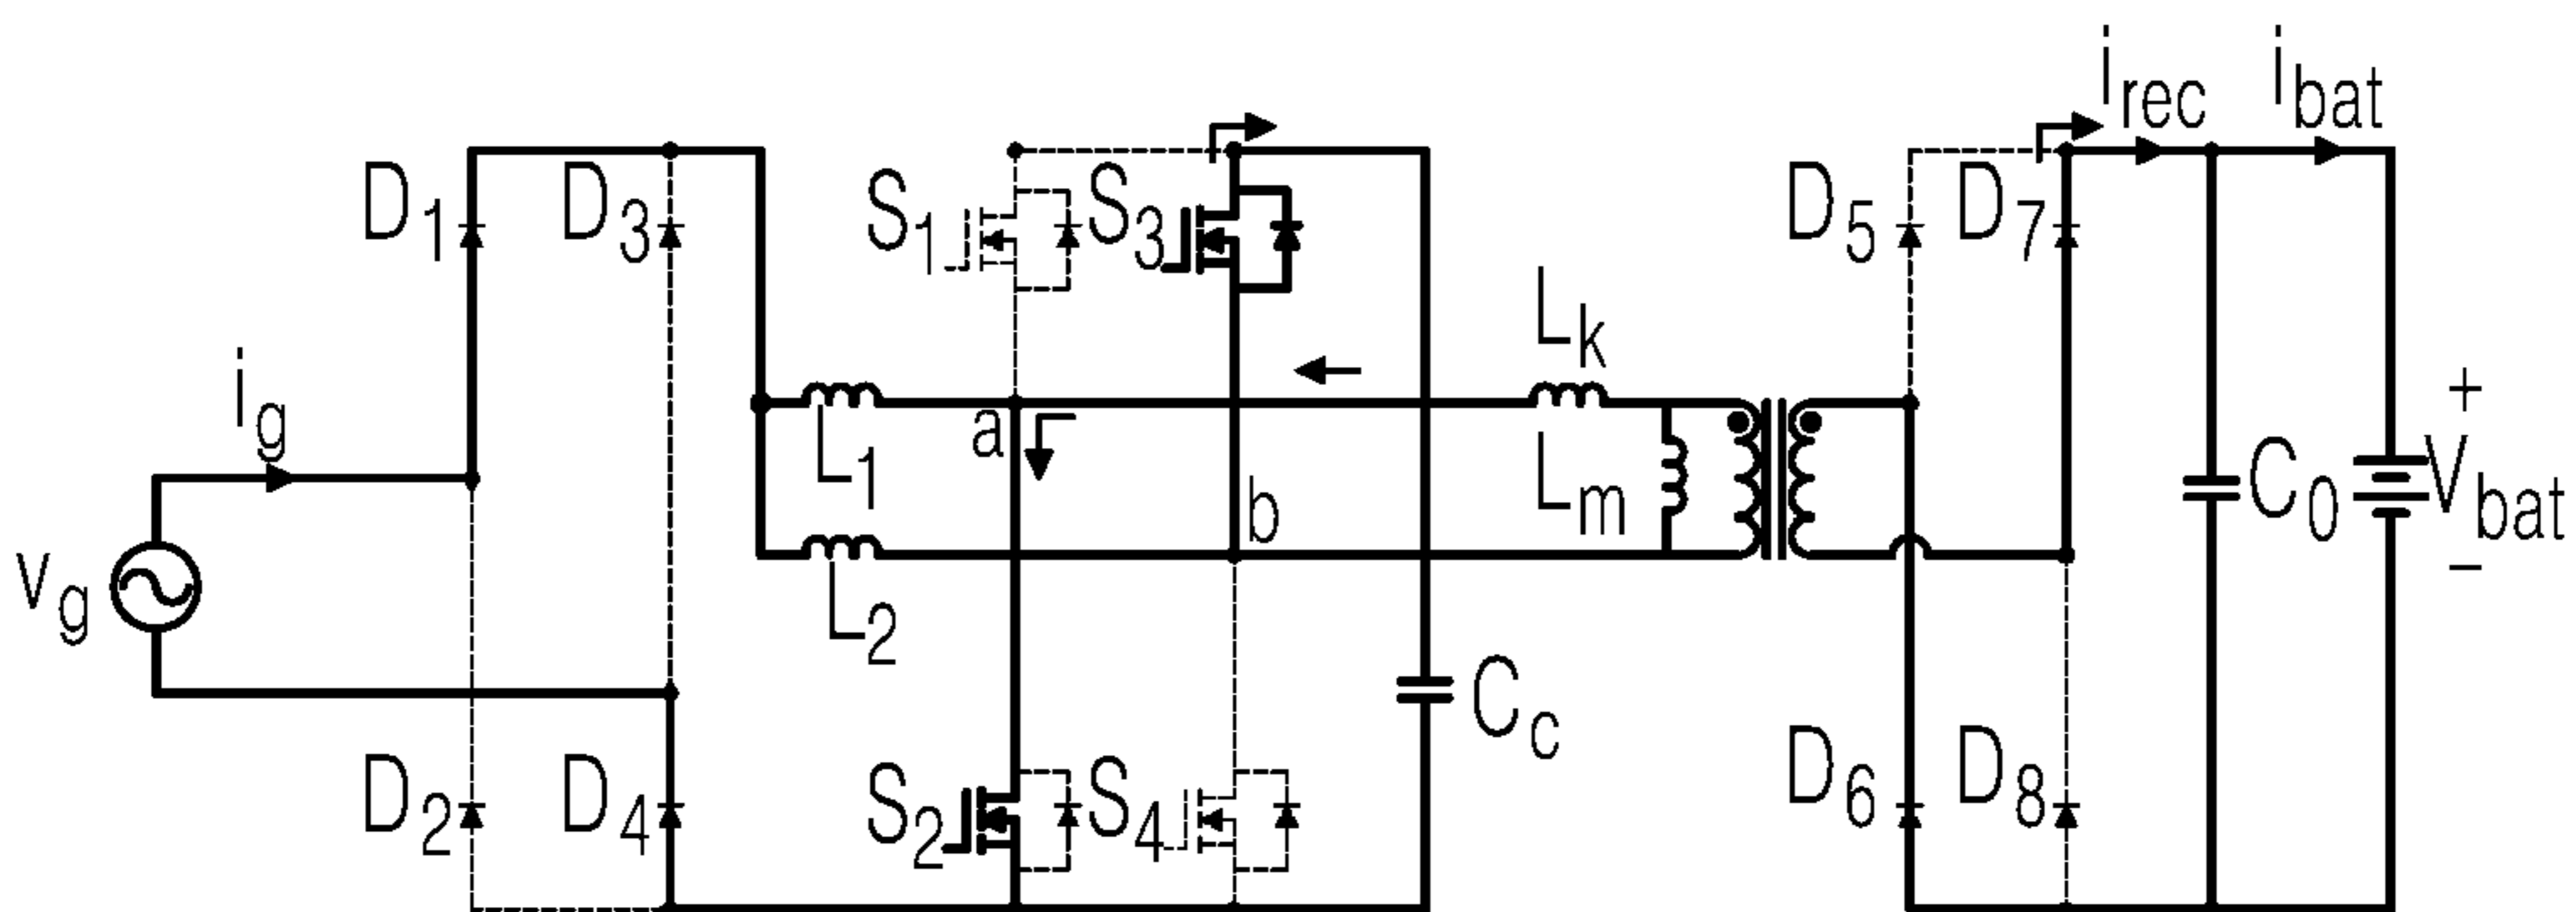 i_rec i_bat
D_1 D_3 S_1 S_3 D_5 D_7
L_k
i_g
a
L_1 L_m
+
b
C_0 V_bat
v_g
−
L_2
C_c
D_2 D_4 S_2 S_4 D_6 D_8